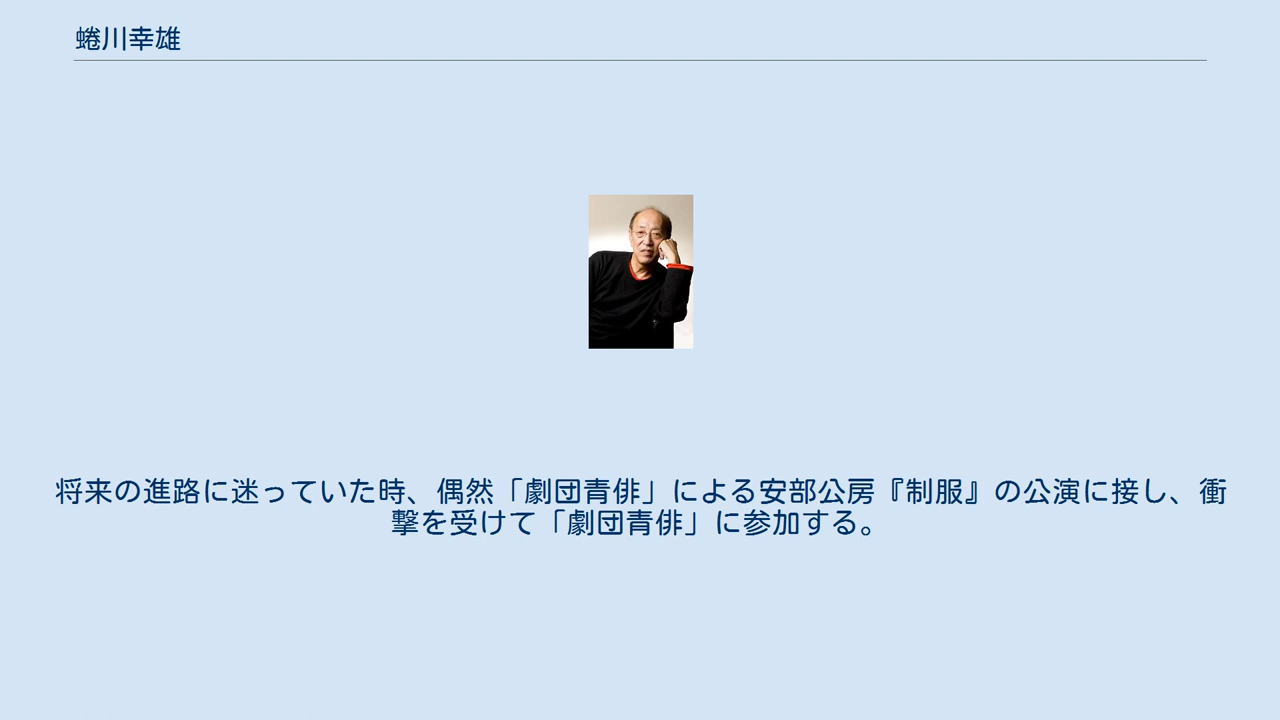 蜷川幸雄
将来の進路に迷っていた時、偶然「劇団青俳」による安部公房『制服』の公演に接し、衝
撃を受けて「劇団青俳」に参加する。